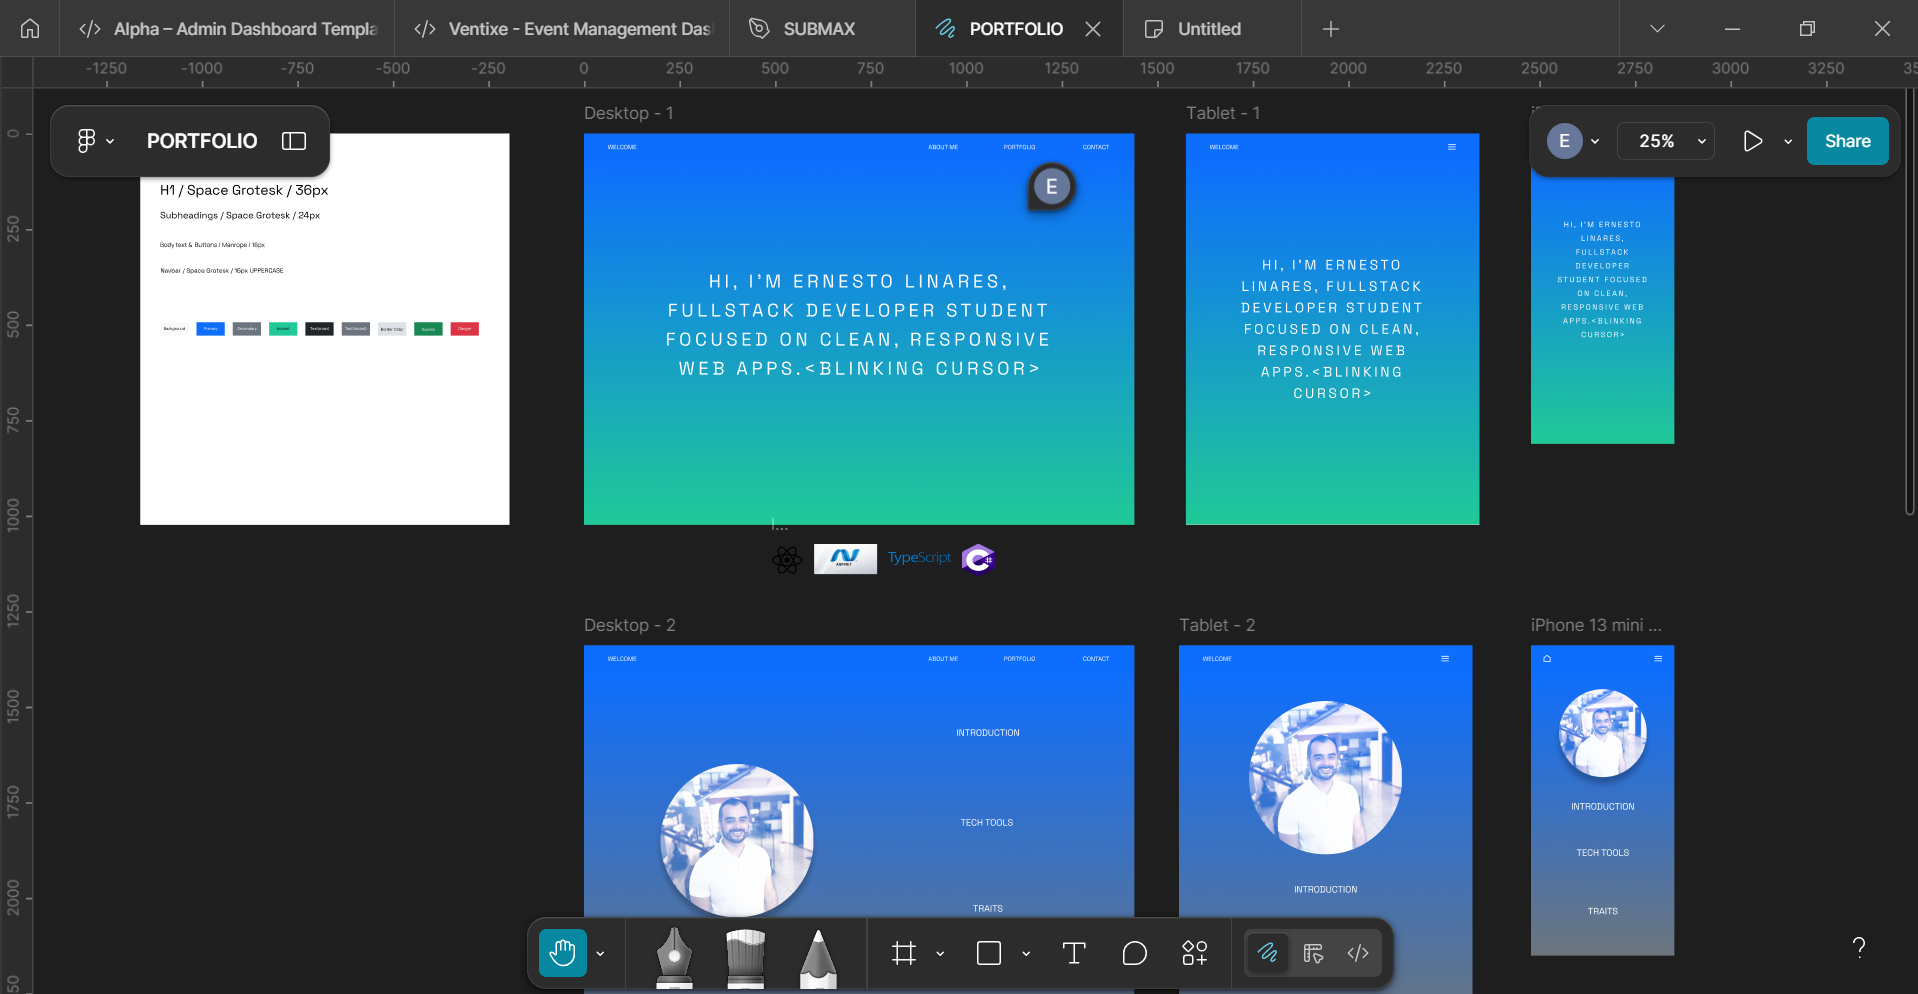 Alpha – Admin Dashboard Templa
Ventixe - Event Management Das
SUBMAX
PORTFOLIO
Untitled
-1250 -1000 -750 -500 -250 0 250 500 750 1000 1250 1500 1750 2000 2250 2500 2750 3000 3250
0
250
500
750
1000
1250
1500
1750
2000
PORTFOLIO
E
25%
Share
H1 / Space Grotesk / 36px
Subheadings / Space Grotesk / 24px
Body text & Buttons / Manrope / 16px
Navbar / Space Grotesk / 16px UPPERCASE
Background
Primary
Secondary
Danger
Desktop - 1
WELCOME
ABOUT ME
PORTFOLIO
CONTACT
E
HI, I'M ERNESTO LINARES,
FULLSTACK DEVELOPER STUDENT
FOCUSED ON CLEAN, RESPONSIVE
WEB APPS.<BLINKING CURSOR>
Tablet - 1
WELCOME
HI, I'M ERNESTO
LINARES, FULLSTACK
DEVELOPER STUDENT
FOCUSED ON CLEAN,
RESPONSIVE WEB
APPS.<BLINKING
CURSOR>
HI, I'M ERNESTO
LINARES,
FULLSTACK
DEVELOPER
STUDENT FOCUSED
ON CLEAN,
RESPONSIVE WEB
APPS.<BLINKING
CURSOR>
ASP.NET
TypeScript
C#
Desktop - 2
WELCOME
ABOUT ME
PORTFOLIO
CONTACT
INTRODUCTION
TECH TOOLS
TRAITS
Tablet - 2
WELCOME
INTRODUCTION
iPhone 13 mini ...
INTRODUCTION
TECH TOOLS
TRAITS
?